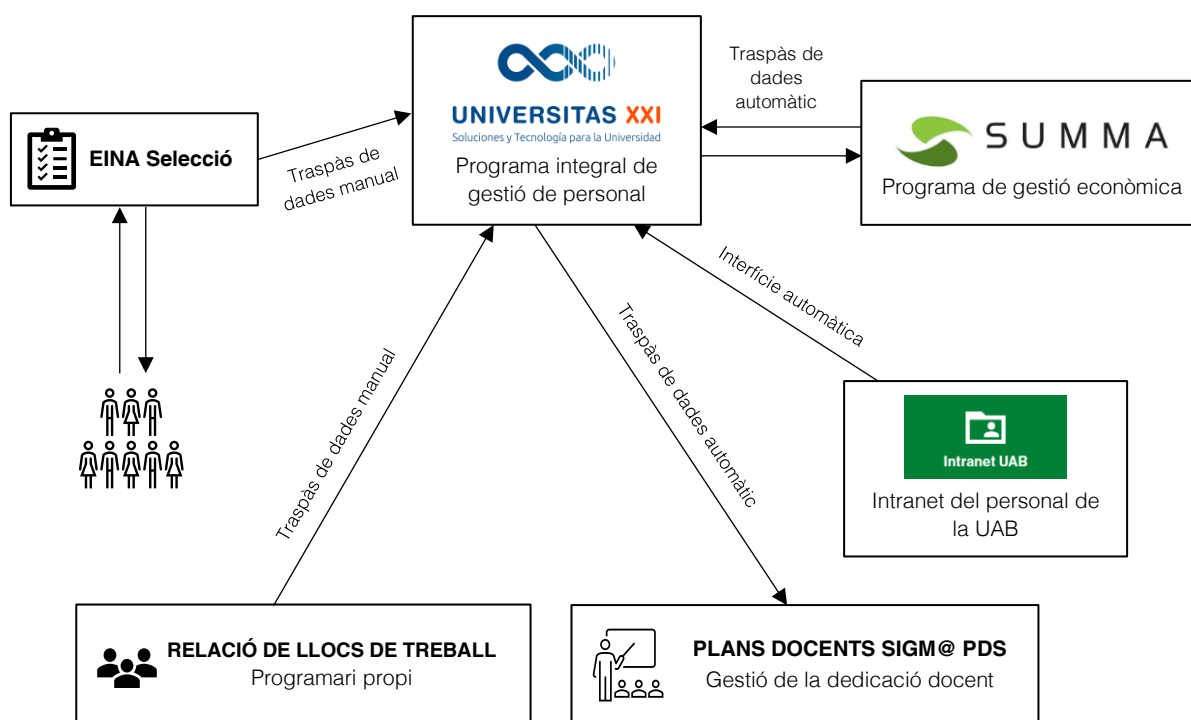 Traspàs de
dades
automàtic
UNIVERSITAS XXI
Soluciones y Tecnología para la Universidad
Programa integral de
gestió de personal
SUMMA
Programa de gestió econòmica
EINA Selecció
Traspàs de
dades manual
Interfície automàtica
Traspàs de dades manual
Traspàs de dades automàtic
Intranet UAB
Intranet del personal de
la UAB
RELACIÓ DE LLOCS DE TREBALL
Programari propi
PLANS DOCENTS SIGM@ PDS
Gestió de la dedicació docent